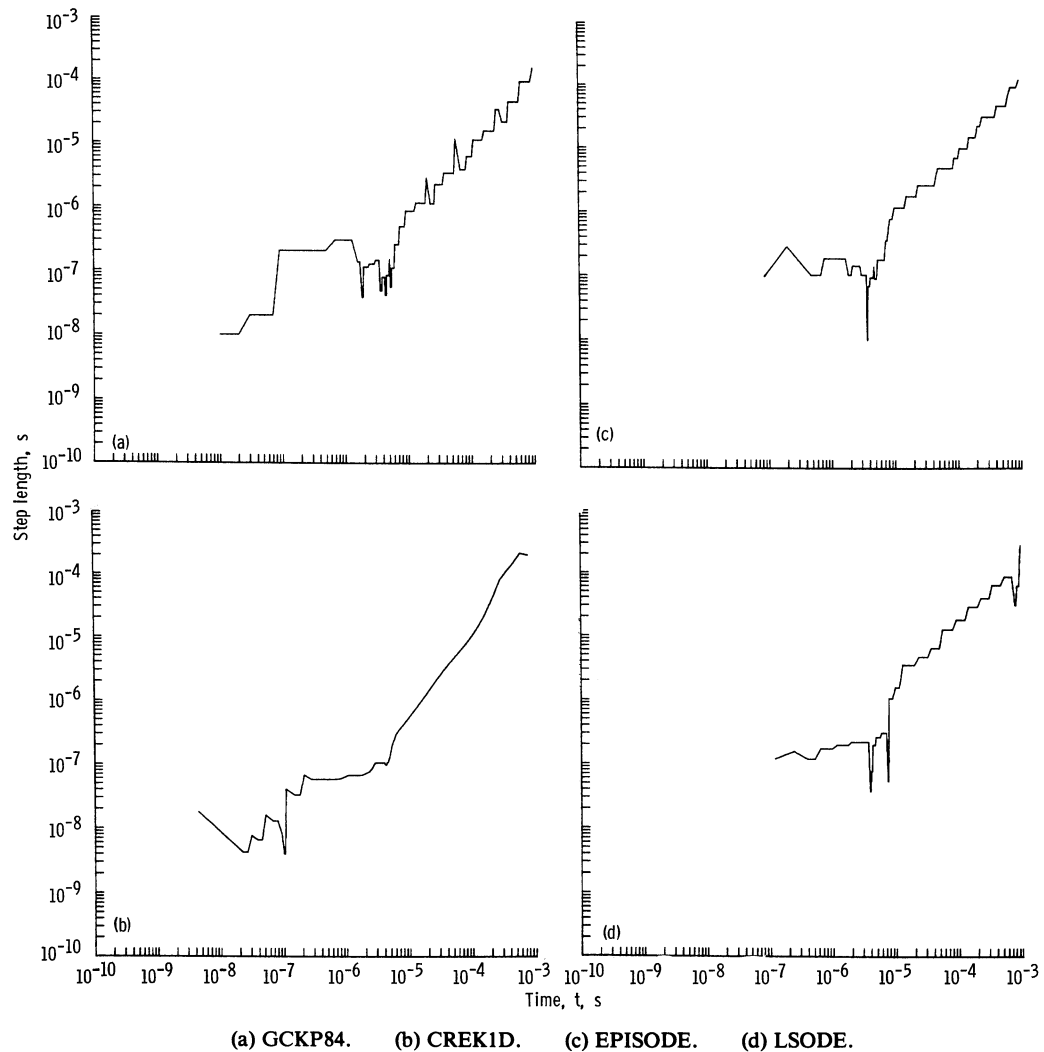 10⁻³
10⁻⁴
10⁻⁵
10⁻⁶
10⁻⁷
10⁻⁸
10⁻⁹
10⁻¹⁰
(a)
(c)
Step length, s
10⁻³
10⁻⁴
10⁻⁵
10⁻⁶
10⁻⁷
10⁻⁸
10⁻⁹
10⁻¹⁰
(b)
(d)
10⁻¹⁰ 10⁻⁹ 10⁻⁸ 10⁻⁷ 10⁻⁶ 10⁻⁵ 10⁻⁴ 10⁻³ 10⁻¹⁰ 10⁻⁹ 10⁻⁸ 10⁻⁷ 10⁻⁶ 10⁻⁵ 10⁻⁴ 10⁻³
Time, t, s
(a) GCKP84. (b) CREK1D. (c) EPISODE. (d) LSODE.